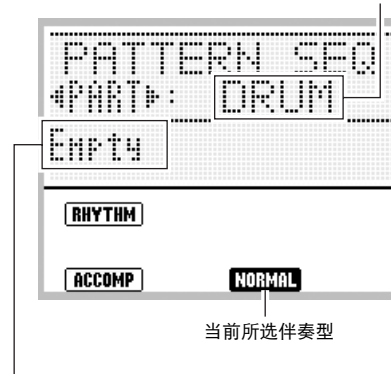 PATTERN SEQ
◀PART▶: DRUM
Empty
RHYTHM
ACCOMP NORMAL
当前所选伴奏型